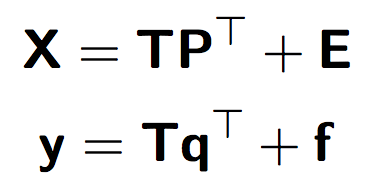 X = TP⊤ + E
y = Tq⊤ + f